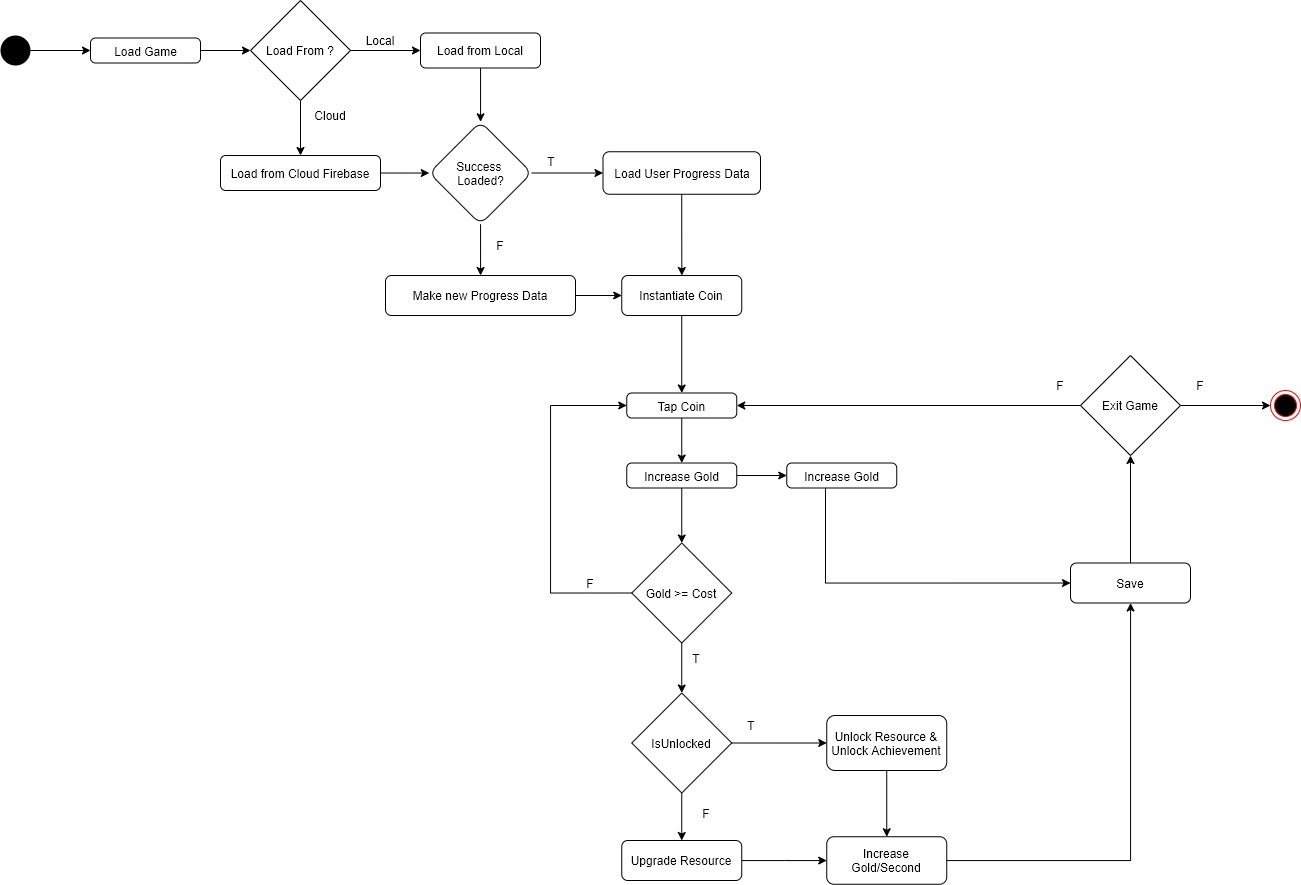 Load Game
Load From ?
Local
Load from Local
Cloud
Load from Cloud Firebase
Success
Loaded?
T
Load User Progress Data
F
Make new Progress Data
Instantiate Coin
Tap Coin
F
Exit Game
F
Increase Gold
Increase Gold
F
Gold >= Cost
Save
T
IsUnlocked
T
Unlock Resource &
Unlock Achievement
F
Upgrade Resource
Increase
Gold/Second